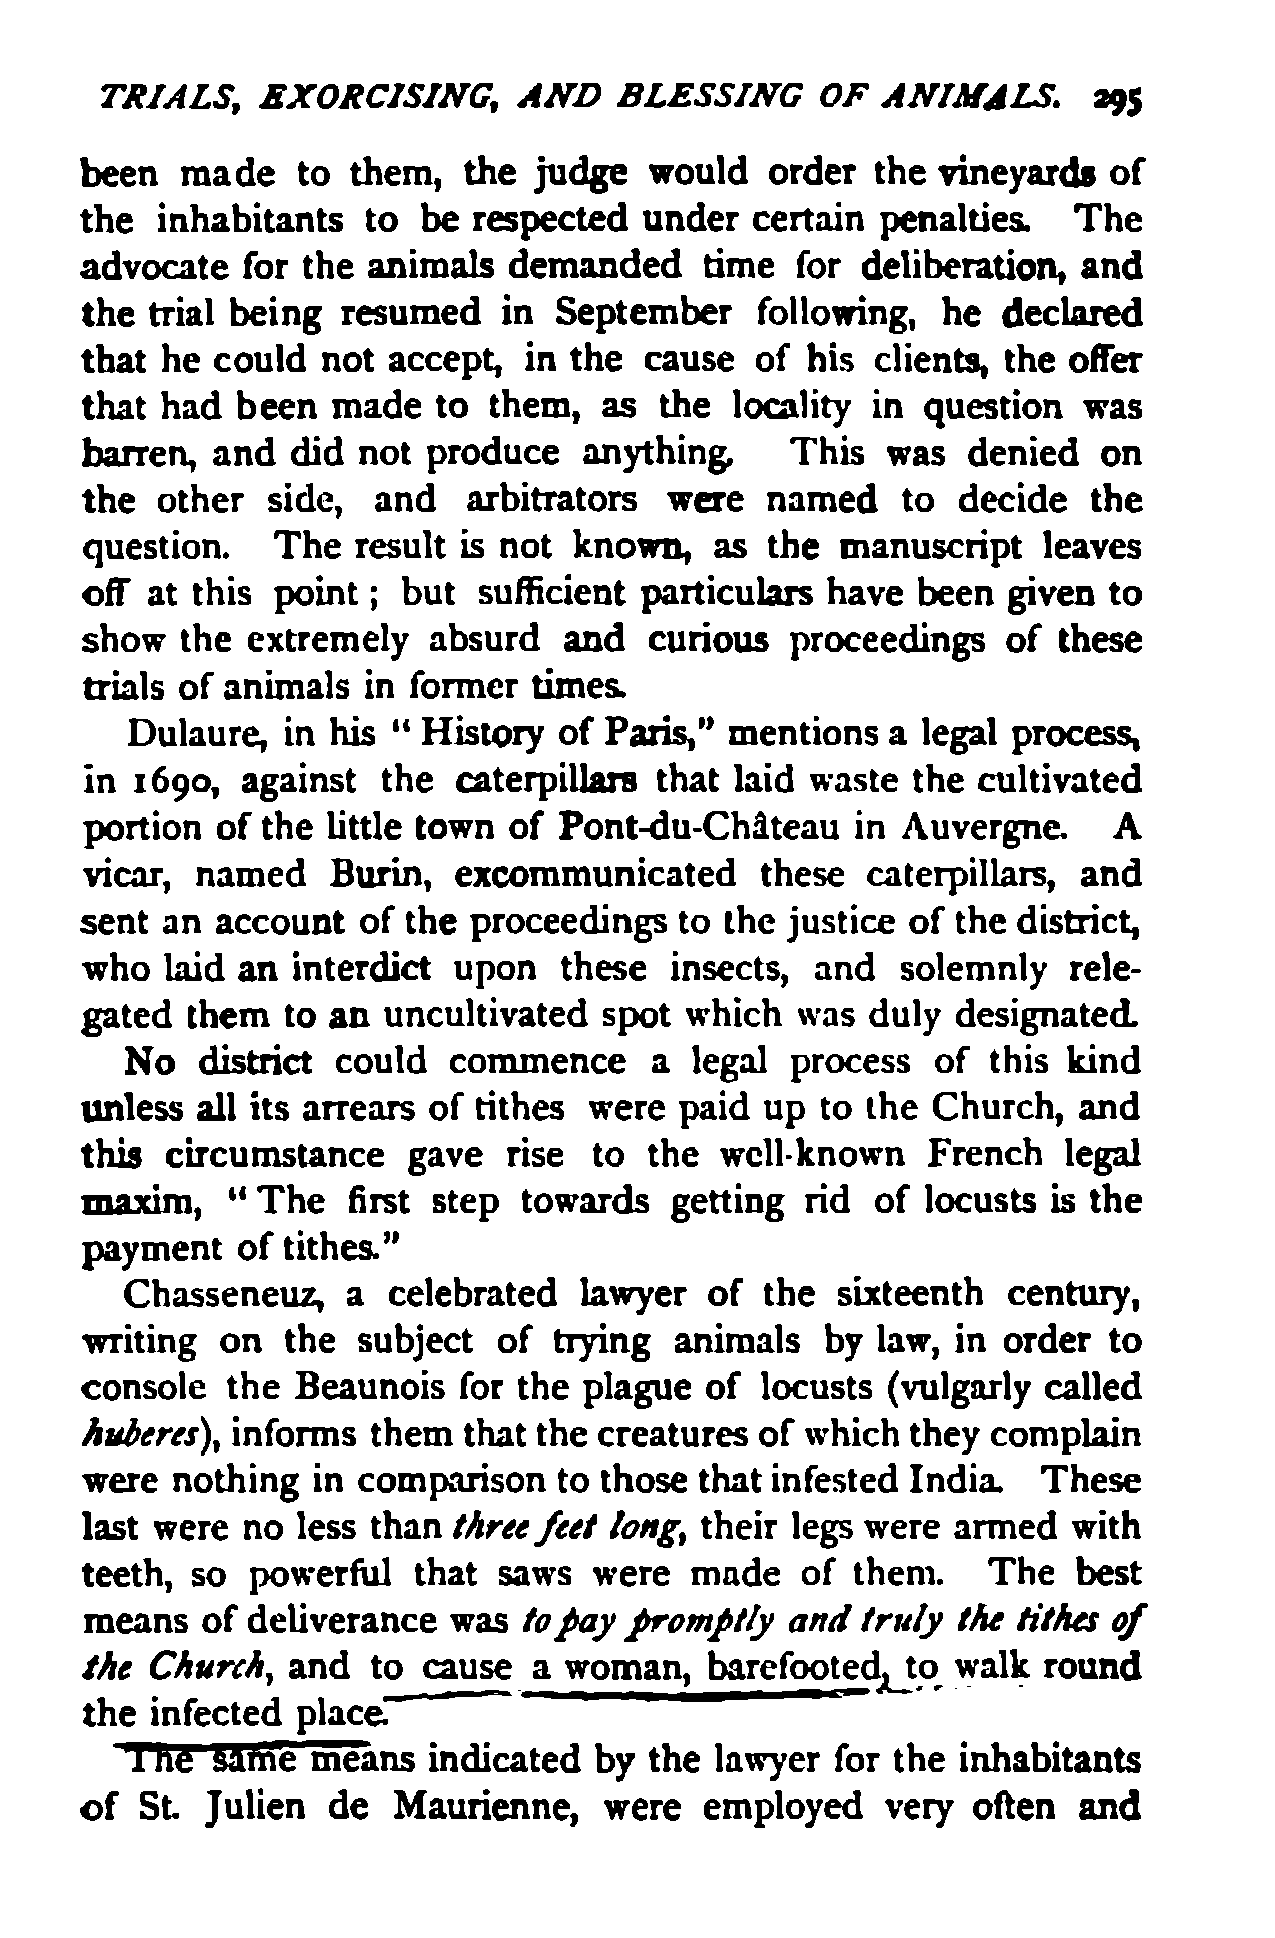 TRIALS, EXORCISING, AND BLESSING OF ANIMALS. 295
been made to them, the judge would order the vineyards of
the inhabitants to be respected under certain penalties. The
advocate for the animals demanded time for deliberation, and
the trial being resumed in September following, he declared
that he could not accept, in the cause of his clients, the offer
that had been made to them, as the locality in question was
barren, and did not produce anything. This was denied on
the other side, and arbitrators were named to decide the
question. The result is not known, as the manuscript leaves
off at this point ; but sufficient particulars have been given to
show the extremely absurd and curious proceedings of these
trials of animals in former times.
Dulaure, in his “ History of Paris,” mentions a legal process,
in 1690, against the caterpillars that laid waste the cultivated
portion of the little town of Pont-du-Château in Auvergne. A
vicar, named Burin, excommunicated these caterpillars, and
sent an account of the proceedings to the justice of the district,
who laid an interdict upon these insects, and solemnly rele-
gated them to an uncultivated spot which was duly designated.
No district could commence a legal process of this kind
unless all its arrears of tithes were paid up to the Church, and
this circumstance gave rise to the well-known French legal
maxim, “ The first step towards getting rid of locusts is the
payment of tithes.”
Chasseneuz, a celebrated lawyer of the sixteenth century,
writing on the subject of trying animals by law, in order to
console the Beaunois for the plague of locusts (vulgarly called
huberes), informs them that the creatures of which they complain
were nothing in comparison to those that infested India. These
last were no less than three feet long, their legs were armed with
teeth, so powerful that saws were made of them. The best
means of deliverance was to pay promptly and truly the tithes of
the Church, and to cause a woman, barefooted, to walk round
the infected place.
The same means indicated by the lawyer for the inhabitants
of St. Julien de Maurienne, were employed very often and